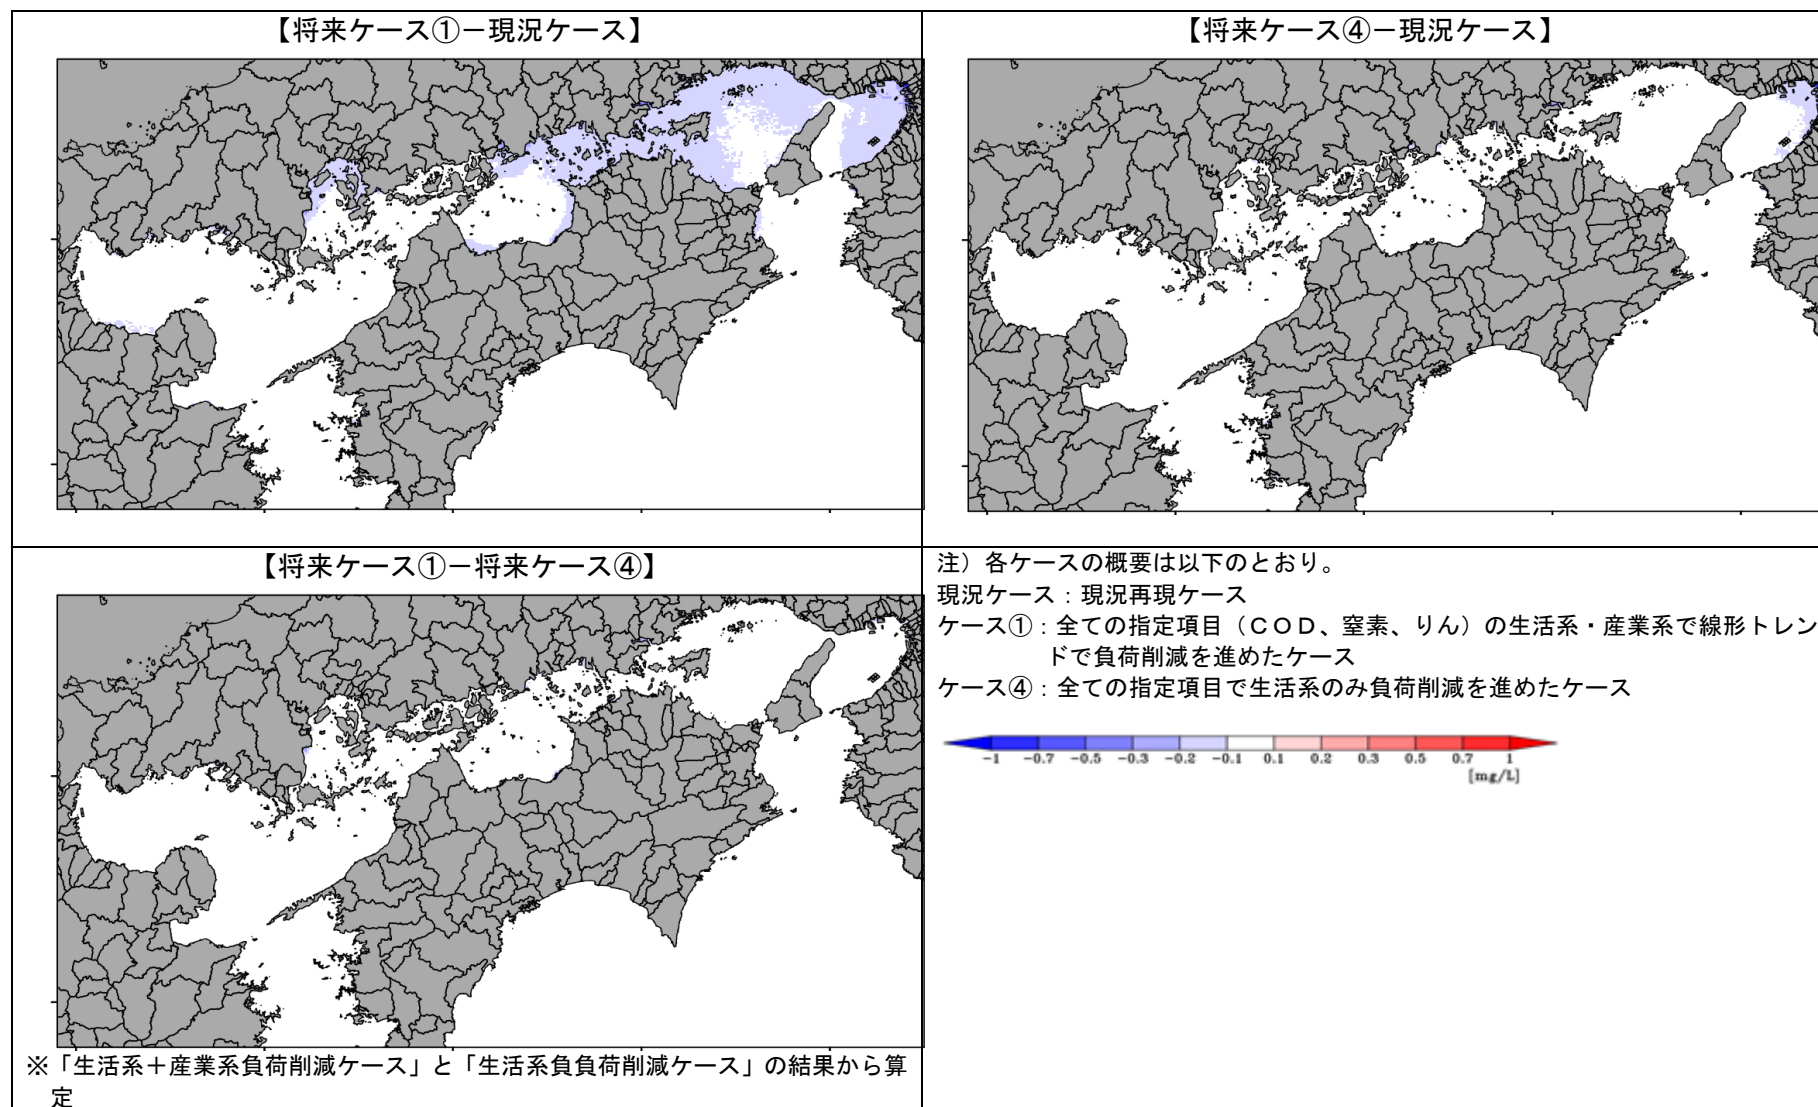 【将来ケース①－現況ケース】
【将来ケース④－現況ケース】
【将来ケース①－将来ケース④】
※「生活系＋産業系負荷削減ケース」と「生活系負負荷削減ケース」の結果から算
定
注）各ケースの概要は以下のとおり。
現況ケース：現況再現ケース
ケース①：全ての指定項目（ＣＯＤ、窒素、りん）の生活系・産業系で線形トレン
ドで負荷削減を進めたケース
ケース④：全ての指定項目で生活系のみ負荷削減を進めたケース
-1 -0.7 -0.5 -0.3 -0.2 -0.1 0.1 0.2 0.3 0.5 0.7 1
[mg/L]